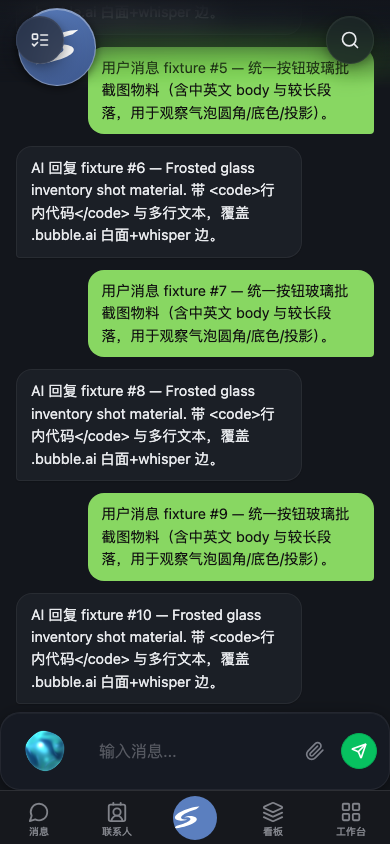 .bubble.ai 白面+whisper 边。
用户消息 fixture #5 — 统一按钮玻璃批
截图物料（含中英文 body 与较长段
落，用于观察气泡圆角/底色/投影）。
AI 回复 fixture #6 — Frosted glass
inventory shot material. 带 <code>行
内代码</code> 与多行文本，覆盖
.bubble.ai 白面+whisper 边。
用户消息 fixture #7 — 统一按钮玻璃批
截图物料（含中英文 body 与较长段
落，用于观察气泡圆角/底色/投影）。
AI 回复 fixture #8 — Frosted glass
inventory shot material. 带 <code>行
内代码</code> 与多行文本，覆盖
.bubble.ai 白面+whisper 边。
用户消息 fixture #9 — 统一按钮玻璃批
截图物料（含中英文 body 与较长段
落，用于观察气泡圆角/底色/投影）。
AI 回复 fixture #10 — Frosted glass
inventory shot material. 带 <code>行
内代码</code> 与多行文本，覆盖
.bubble.ai 白面+whisper 边。
输入消息...
消息
联系人
看板
工作台